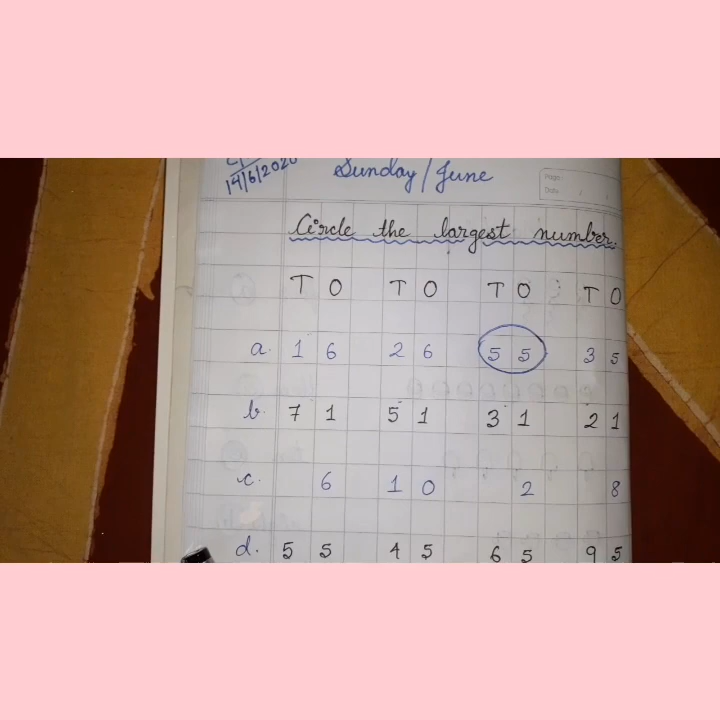 14/6/2020 Sunday/June
Page:
Date: / /
Circle the largest number.
T O T O T O T O
a. 1 6 2 6 5 5 3 5
b. 7 1 5 1 3 1 2 1
c. 6 1 0 2 8
d. 5 5 4 5 6 5 9 5